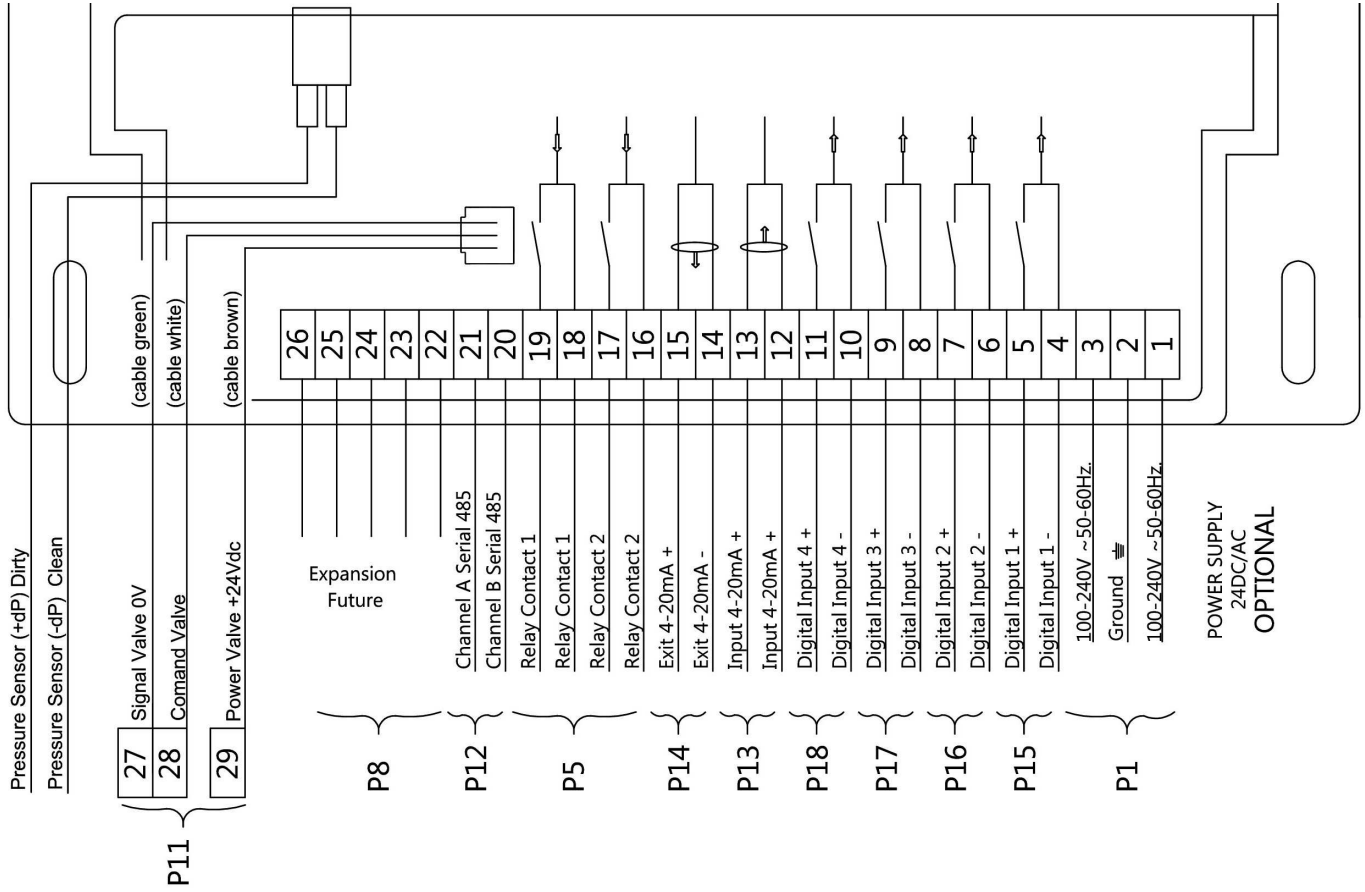 Pressure Sensor (+dP) Dirty
Pressure Sensor (-dP) Clean
P11
27
Signal Valve 0V
(cable green)
28
Comand Valve
(cable white)
29
Power Valve +24Vdc
(cable brown)
P8
Expansion
Future
26
25
24
23
22
P12
Channel A Serial 485
21
Channel B Serial 485
20
P5
Relay Contact 1
19
Relay Contact 1
18
Relay Contact 2
17
Relay Contact 2
16
P14
Exit 4-20mA +
15
Exit 4-20mA -
14
P13
Input 4-20mA +
13
Input 4-20mA +
12
P18
Digital Input 4 +
11
Digital Input 4 -
10
P17
Digital Input 3 +
9
Digital Input 3 -
8
P16
Digital Input 2 +
7
Digital Input 2 -
6
P15
Digital Input 1 +
5
Digital Input 1 -
4
P1
100-240V ~50-60Hz.
3
Ground
2
100-240V ~50-60Hz.
1
POWER SUPPLY
24DC/AC
OPTIONAL